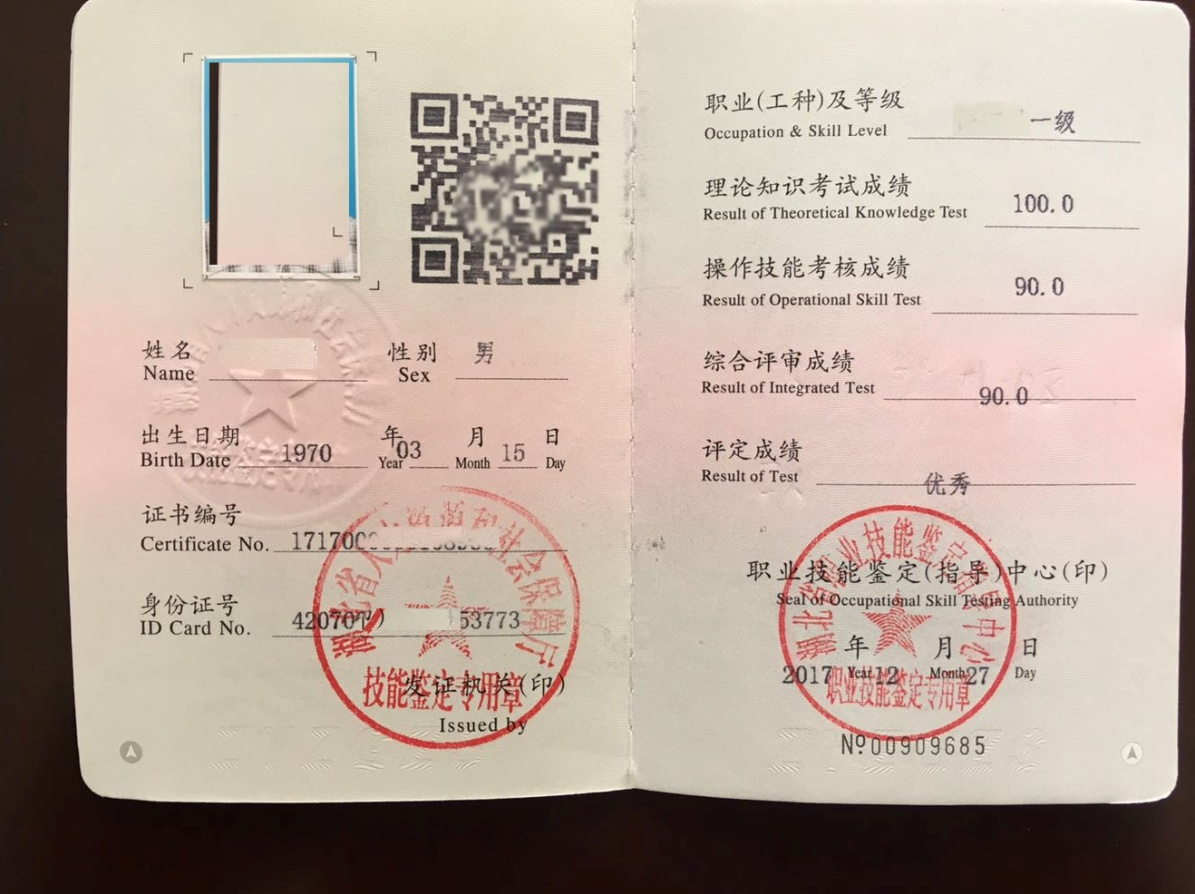 姓名
Name
性别 男
Sex
出生日期 1970 年 03 月 15 日
Birth Date Year Month Day
证书编号
Certificate No. 171700
身份证号
ID Card No. 420701 53773
技能鉴定专用章
发证机关(印)
Issued by
职业(工种)及等级
Occupation & Skill Level 一级
理论知识考试成绩
Result of Theoretical Knowledge Test 100.0
操作技能考核成绩
Result of Operational Skill Test 90.0
综合评审成绩
Result of Integrated Test 90.0
评定成绩
Result of Test 优秀
职业技能鉴定(指导)中心(印)
Seal of Occupational Skill Testing Authority
年 月 日
2017 Year 12 Month 27 Day
职业技能鉴定专用章
№00909685